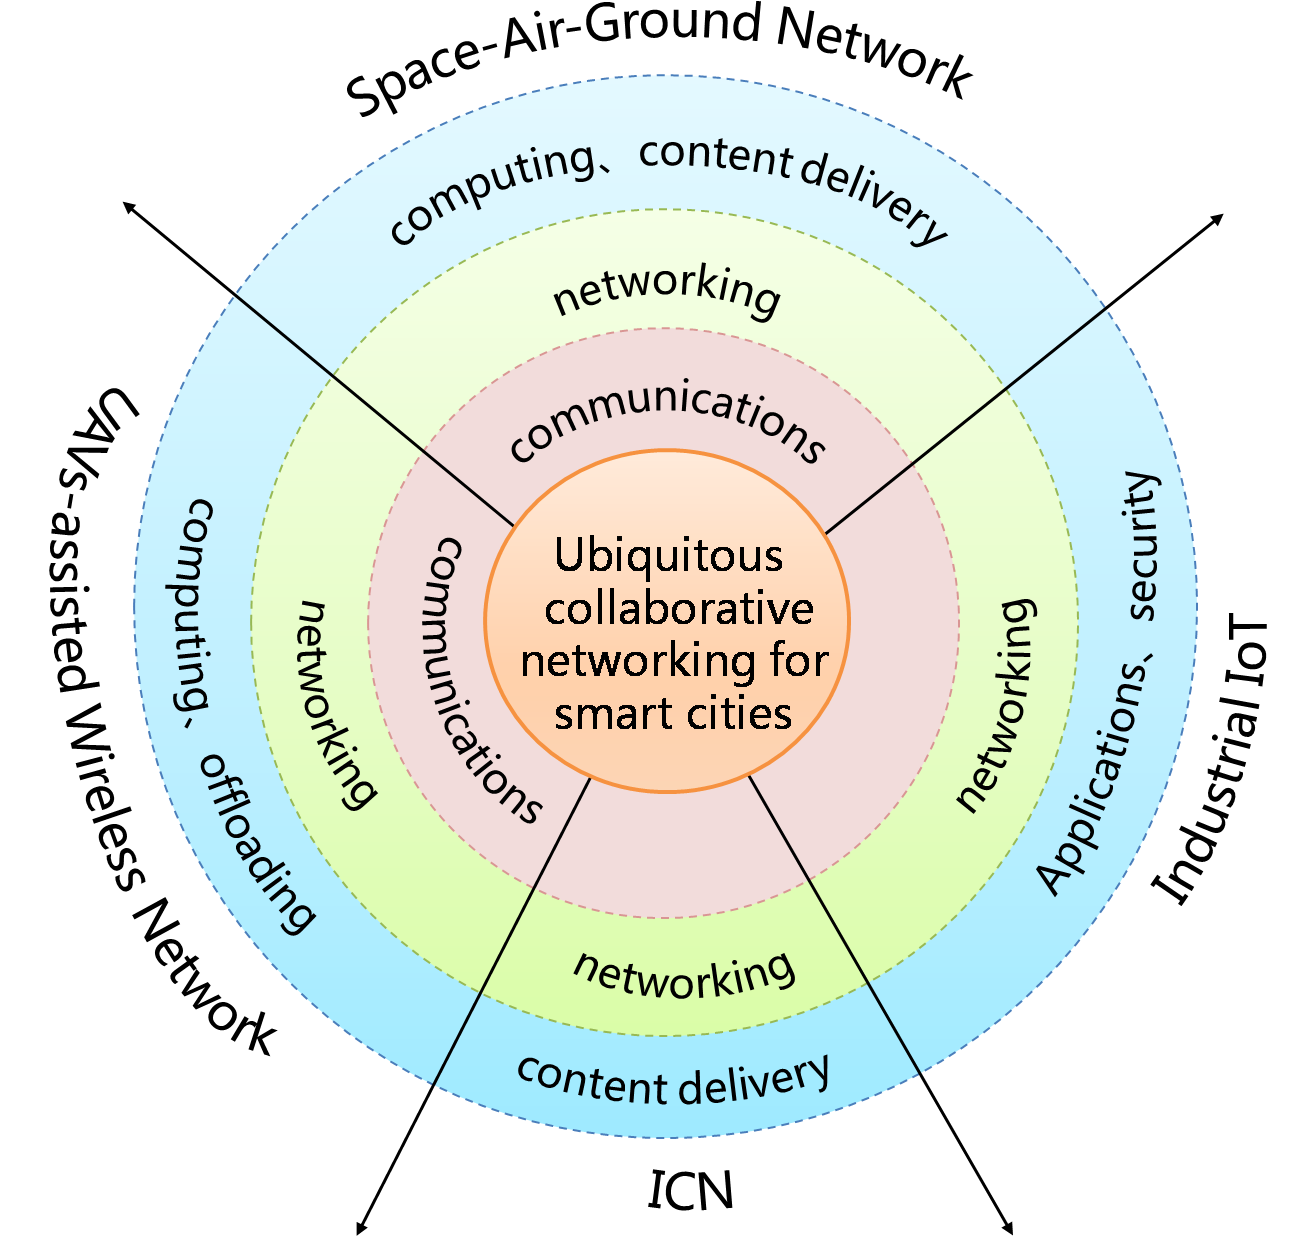 Space-Air-Ground Network
computing、content delivery
networking
communications
Ubiquitous
collaborative
networking for
smart cities
UAVs-assisted Wireless Network
computing、offloading
networking
communications
networking
Applications、security
Industrial IoT
networking
content delivery
ICN